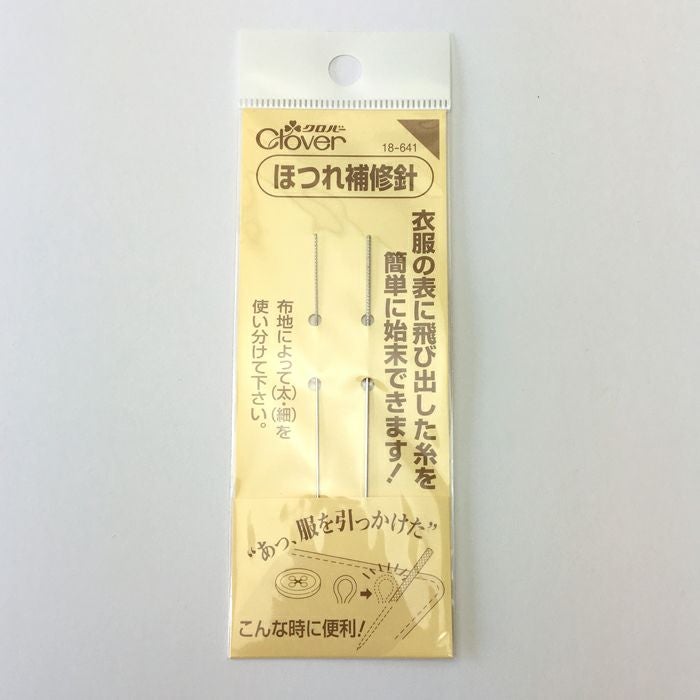 クロバー
Clover
18-641
ほつれ補修針
衣服の表に飛び出した糸を
簡単に始末できます!
布地によって(太)・(細)を
使い分けて下さい。
“あっ、服を引っかけた”
こんな時に便利!